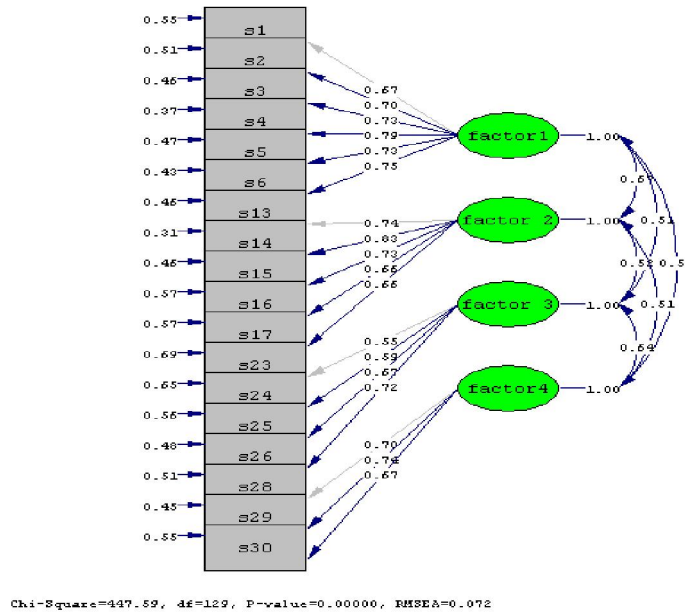 0.55
s1
0.51
s2
0.46
s3
0.37
s4
0.47
s5
0.43
s6
0.45
s13
0.31
s14
0.46
s15
0.57
s16
0.57
s17
0.69
s23
0.65
s24
0.56
s25
0.48
s26
0.51
s28
0.45
s29
0.55
s30
0.67
0.70
0.73
0.79
0.73
0.75
0.74
0.83
0.73
0.66
0.66
0.55
0.59
0.67
0.72
0.70
0.74
0.67
factor1
factor 2
factor 3
factor4
1.00
1.00
1.00
1.00
0.51
0.5
0.51
Chi-Square=447.59, df=129, P-value=0.00000, RMSEA=0.072